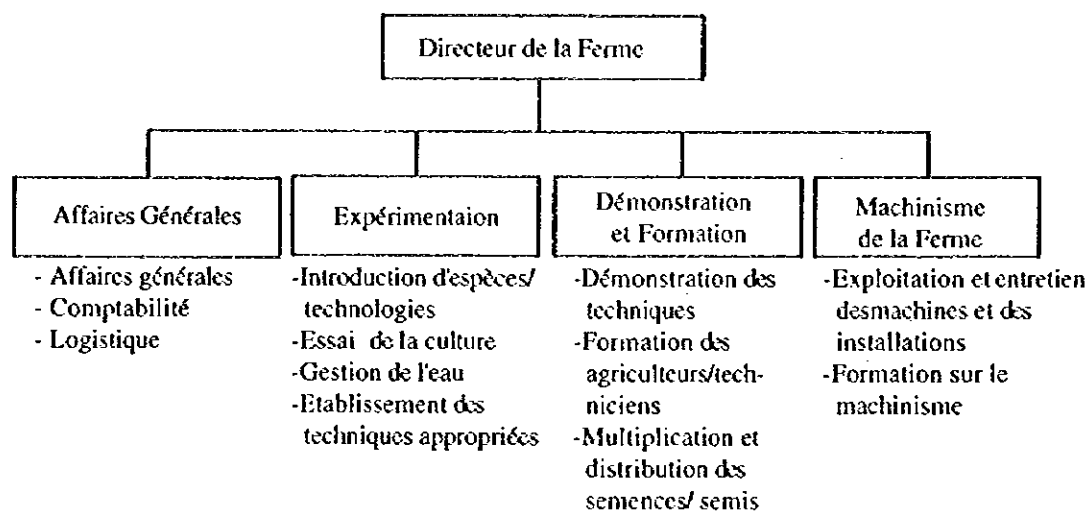 Directeur de la Ferme
Affaires Générales
- Affaires générales
- Comptabilité
- Logistique
Expérimentaion
-Introduction d'espèces/
technologies
-Essai de la culture
-Gestion de l'eau
-Etablissement des
techniques appropriées
Démonstration
et Formation
-Démonstration des
techniques
-Formation des
agriculteurs/tech-
niciens
-Multiplication et
distribution des
semences/ semis
Machinisme
de la Ferme
-Exploitation et entretien
desmachines et des
installations
-Formation sur le
machinisme